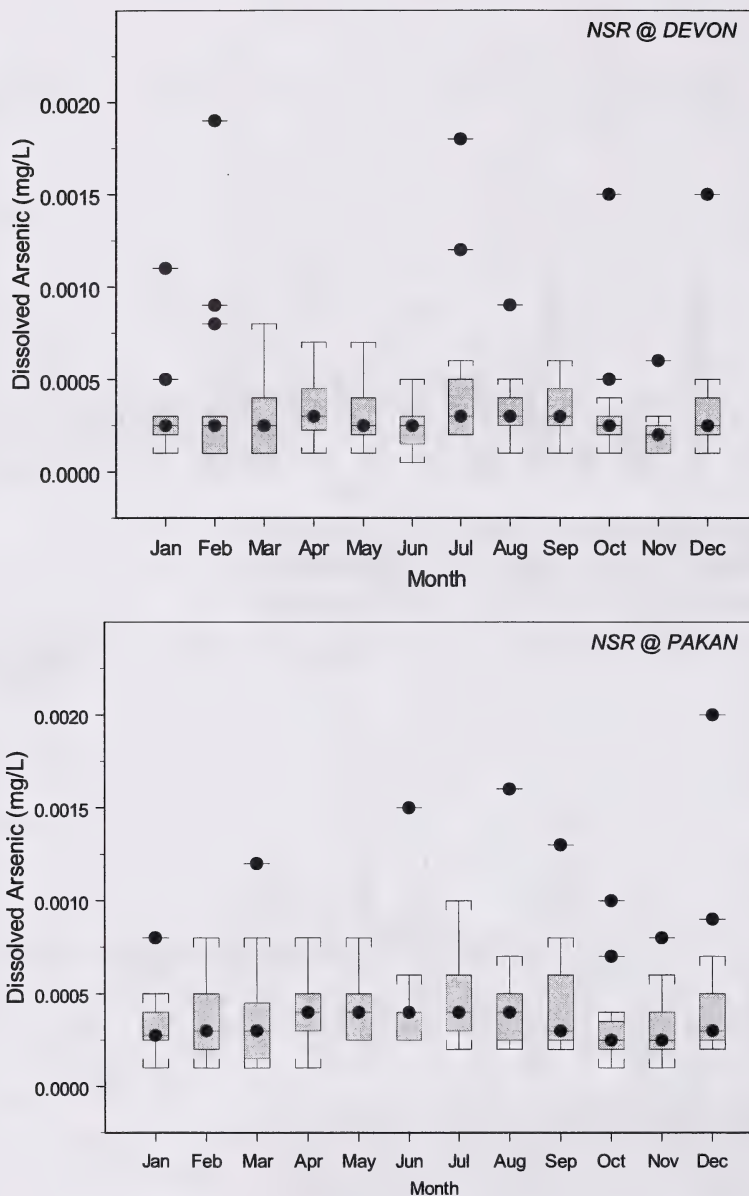 NSR @ DEVON
Dissolved Arsenic (mg/L)
0.0020
0.0015
0.0010
0.0005
0.0000
Jan Feb Mar Apr May Jun Jul Aug Sep Oct Nov Dec
Month
NSR @ PAKAN
Dissolved Arsenic (mg/L)
0.0020
0.0015
0.0010
0.0005
0.0000
Jan Feb Mar Apr May Jun Jul Aug Sep Oct Nov Dec
Month